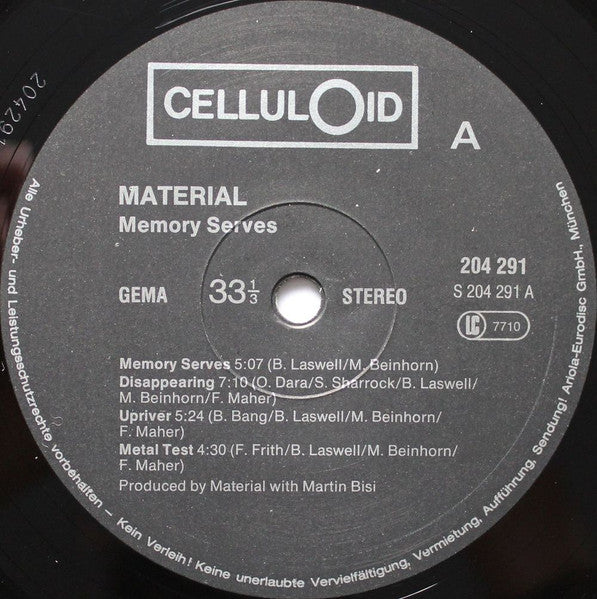 CELLULOID
A
MATERIAL
Memory Serves
204 291
GEMA 33 1/3 STEREO S 204 291 A
LC 7710
Memory Serves 5:07 (B. Laswell/M. Beinhorn)
Disappearing 7:10 (O. Dara/S. Sharrock/B. Laswell/
M. Beinhorn/F. Maher)
Upriver 5:24 (B. Bang/B. Laswell/M. Beinhorn/
F. Maher)
Metal Test 4:30 (F. Frith/B. Laswell/M. Beinhorn/
F. Maher)
Produced by Material with Martin Bisi
Alle Urheber- und Leistungsschutzrechte vorbehalten – Kein Verleih! Keine unerlaubte Vervielfältigung, Vermietung, Aufführung, Sendung! Ariola-Eurodisc GmbH., München
204291